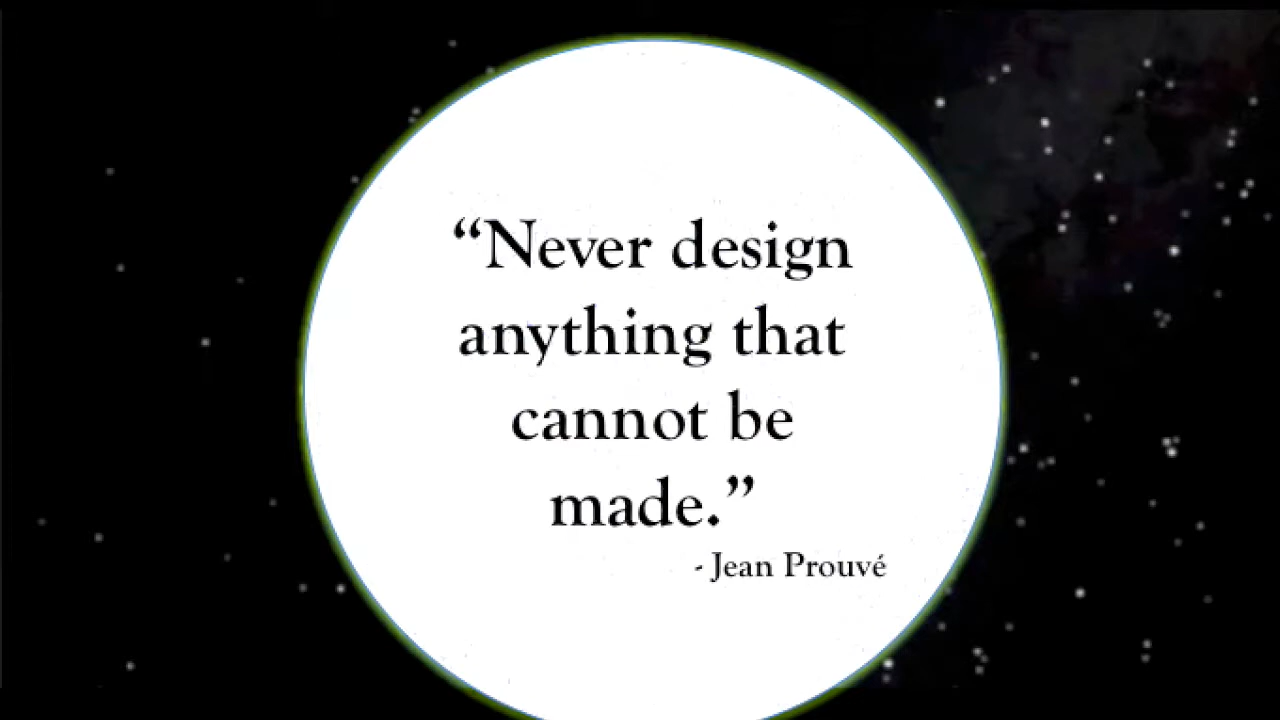 “Never design
anything that
cannot be
made.”
- Jean Prouvé